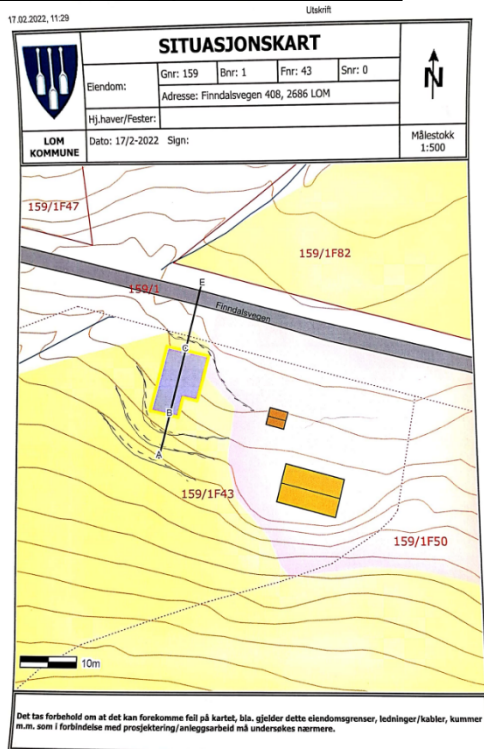 17.02.2022, 11:29
Utskrift
SITUASJONSKART
Eiendom:
Gnr: 159
Bnr: 1
Fnr: 43
Snr: 0
Adresse: Finndalsvegen 408, 2686 LOM
Hj.haver/Fester:
N
LOM
KOMMUNE
Dato: 17/2-2022 Sign:
Målestokk
1:500
159/1F47
159/1F82
159/1
E
Finndalsvegen
C
B
A
159/1F43
159/1F50
10m
Det tas forbehold om at det kan forekomme feil på kartet, bla. gjelder dette eiendomsgrenser, ledninger/kabler, kummer
m.m. som i forbindelse med prosjektering/anleggsarbeid må undersøkes nærmere.